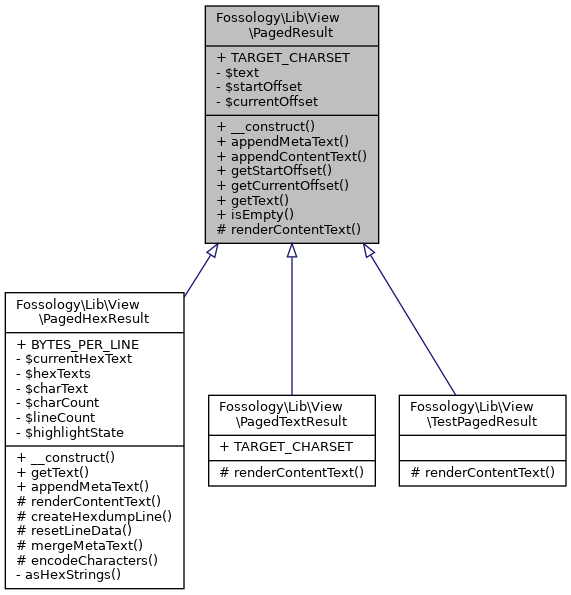 Fossology\Lib\View
\PagedResult
+ TARGET_CHARSET
- $text
- $startOffset
- $currentOffset
+ __construct()
+ appendMetaText()
+ appendContentText()
+ getStartOffset()
+ getCurrentOffset()
+ getText()
+ isEmpty()
# renderContentText()
Fossology\Lib\View
\PagedHexResult
+ BYTES_PER_LINE
- $currentHexText
- $hexTexts
- $charText
- $charCount
- $lineCount
- $highlightState
+ __construct()
+ getText()
+ appendMetaText()
# renderContentText()
# createHexdumpLine()
# resetLineData()
# mergeMetaText()
# encodeCharacters()
- asHexStrings()
Fossology\Lib\View
\PagedTextResult
+ TARGET_CHARSET
# renderContentText()
Fossology\Lib\View
\TestPagedResult
# renderContentText()